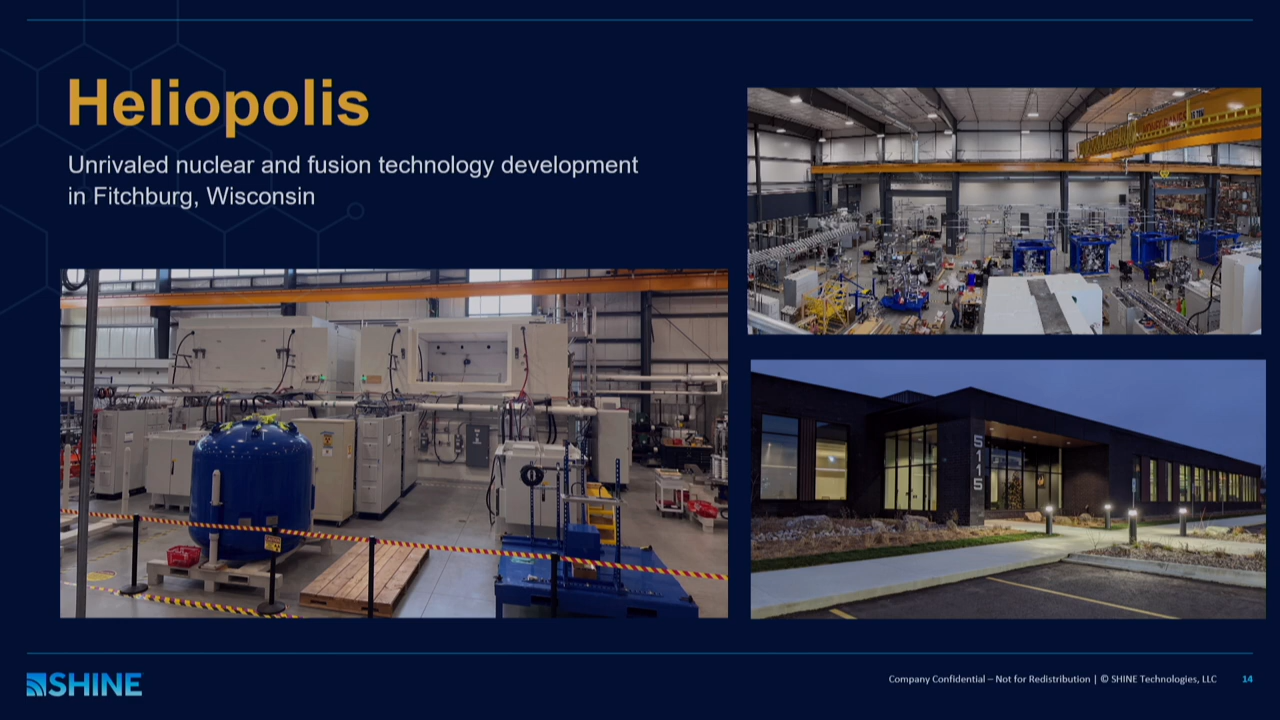 Heliopolis
Unrivaled nuclear and fusion technology development
in Fitchburg, Wisconsin
5115
SHINE
Company Confidential – Not for Redistribution | © SHINE Technologies, LLC
14